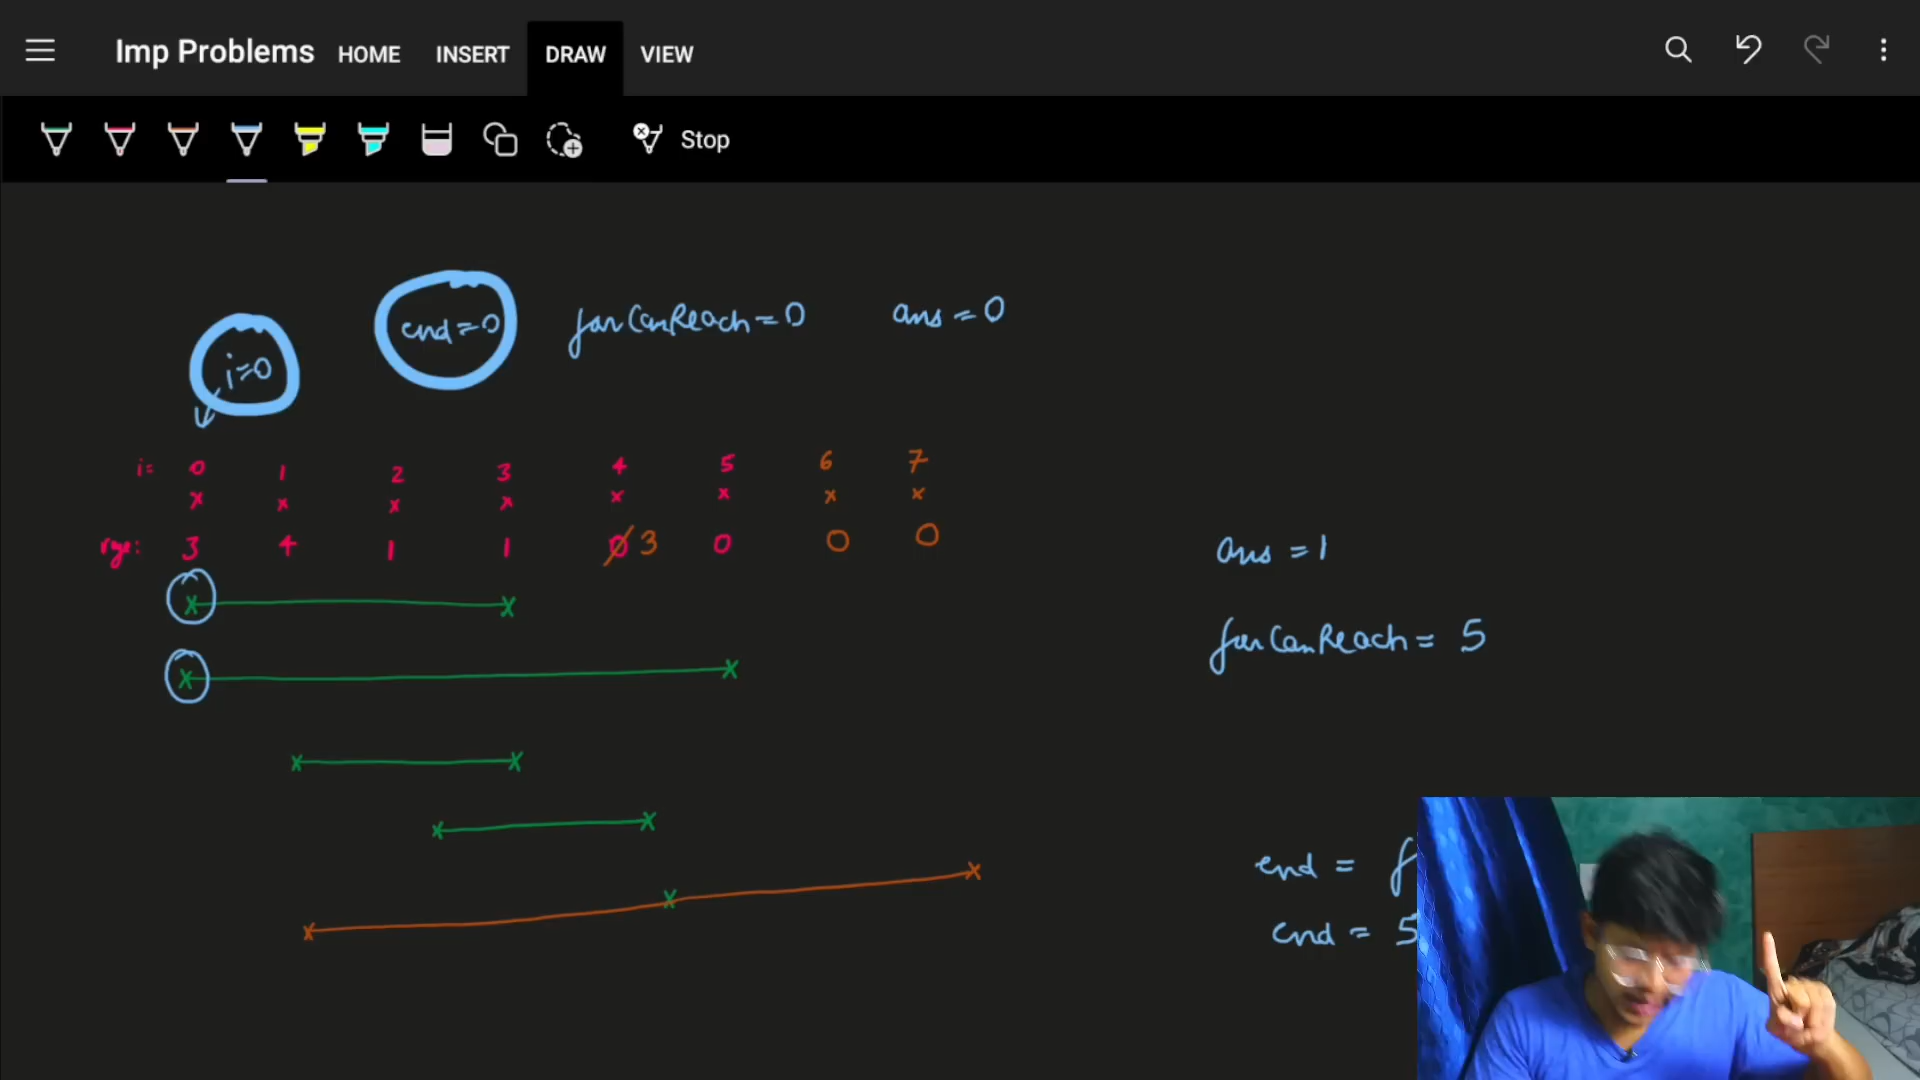 Imp Problems HOME INSERT DRAW VIEW
Stop
end=0 farCanReach=0 ans=0
i=0
i= 0 1 2 3 4 5 6 7
x x x x x x x x
3 4 1 1 0 3 0 0 0
ans = 1
farCanReach = 5
end = f
end = 5